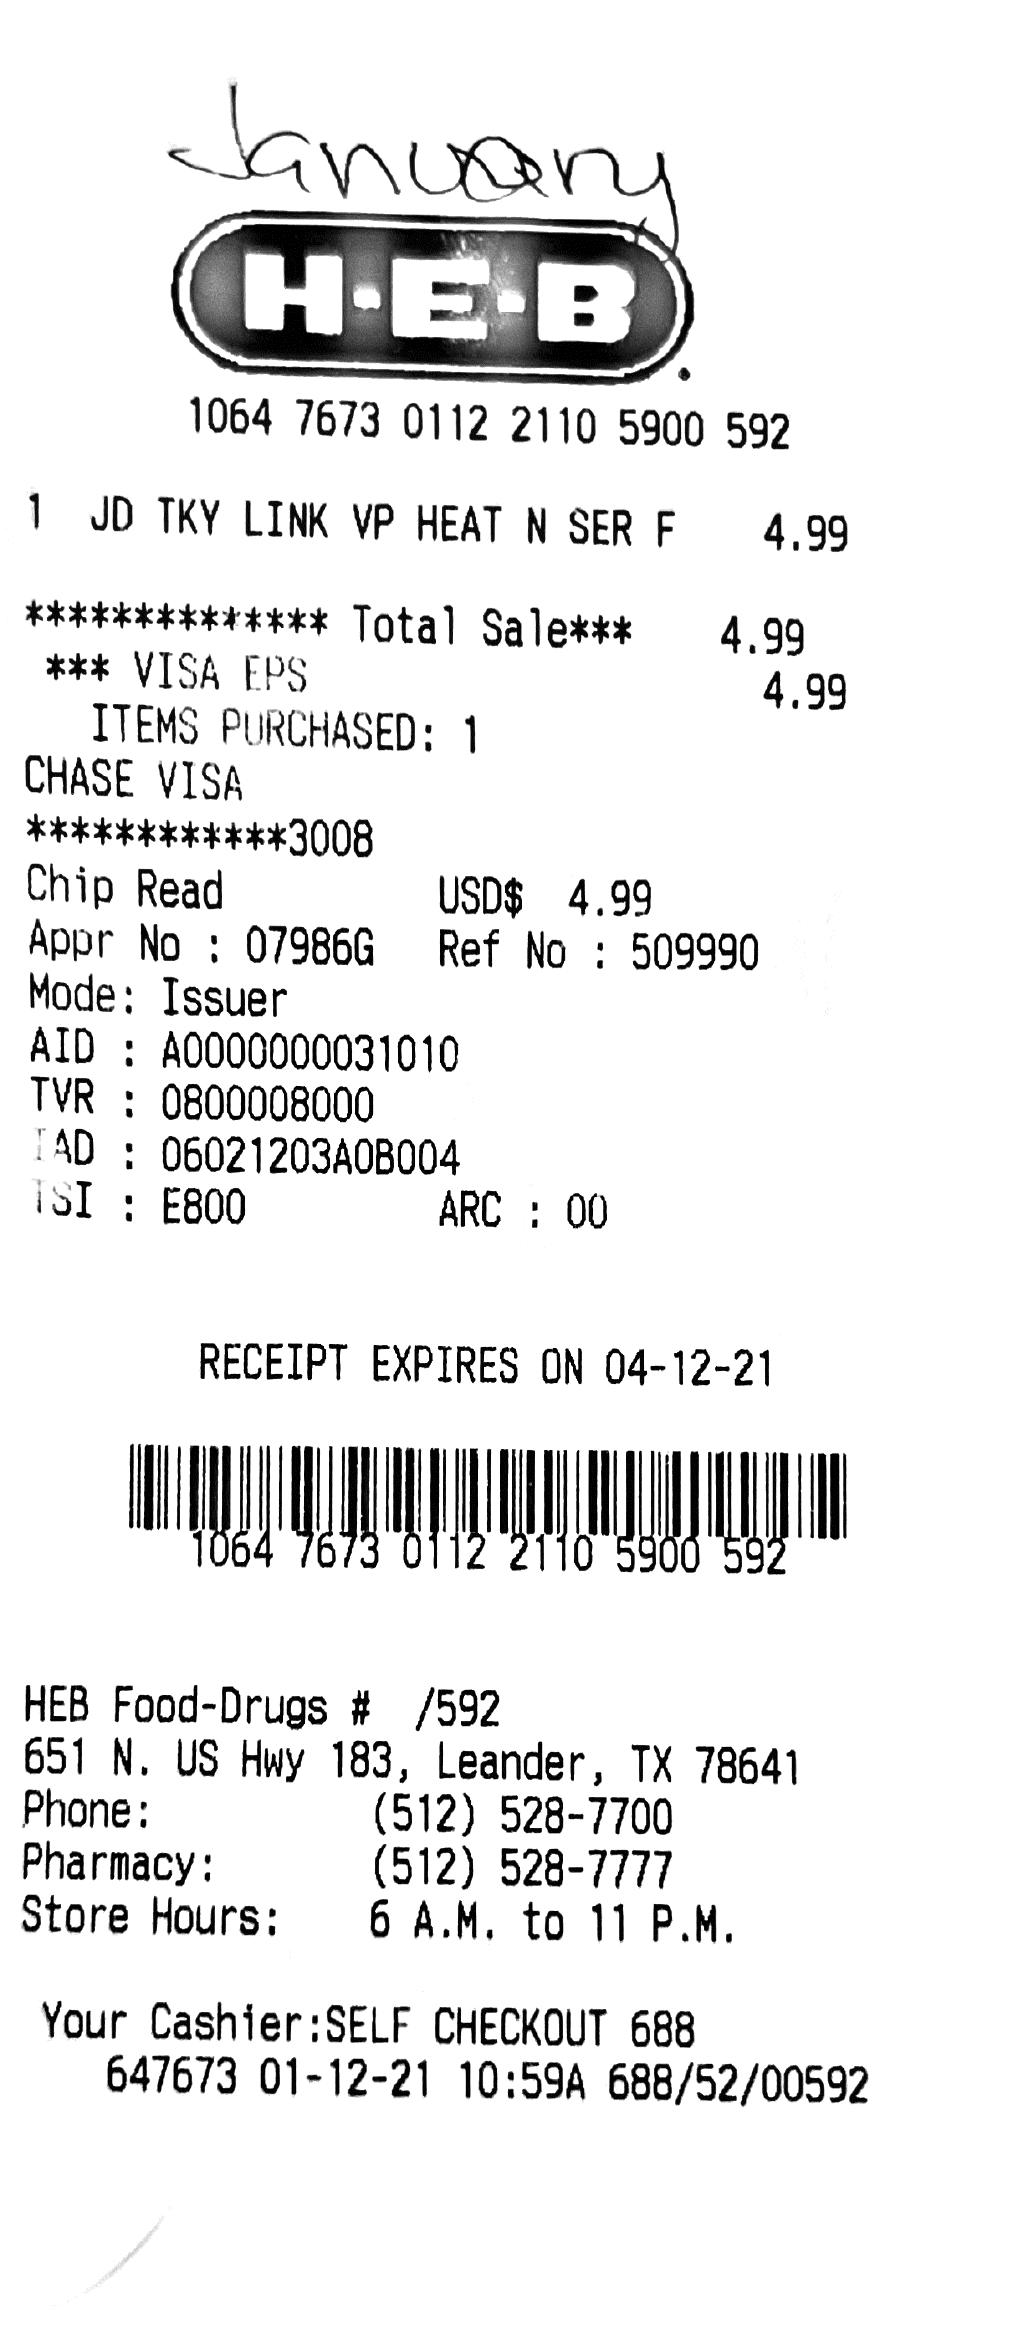 January
H-E-B
1064 7673 0112 2110 5900 592
1 JD TKY LINK VP HEAT N SER F 4.99
************** Total Sale*** 4.99
*** VISA EPS 4.99
ITEMS PURCHASED: 1
CHASE VISA
************3008
Chip Read USD$ 4.99
Appr No : 07986G Ref No : 509990
Mode: Issuer
AID : A0000000031010
TVR : 0800008000
IAD : 06021203A0B004
TSI : E800 ARC : 00
RECEIPT EXPIRES ON 04-12-21
1064 7673 0112 2110 5900 592
HEB Food-Drugs # /592
651 N. US Hwy 183, Leander, TX 78641
Phone: (512) 528-7700
Pharmacy: (512) 528-7777
Store Hours: 6 A.M. to 11 P.M.
Your Cashier:SELF CHECKOUT 688
647673 01-12-21 10:59A 688/52/00592